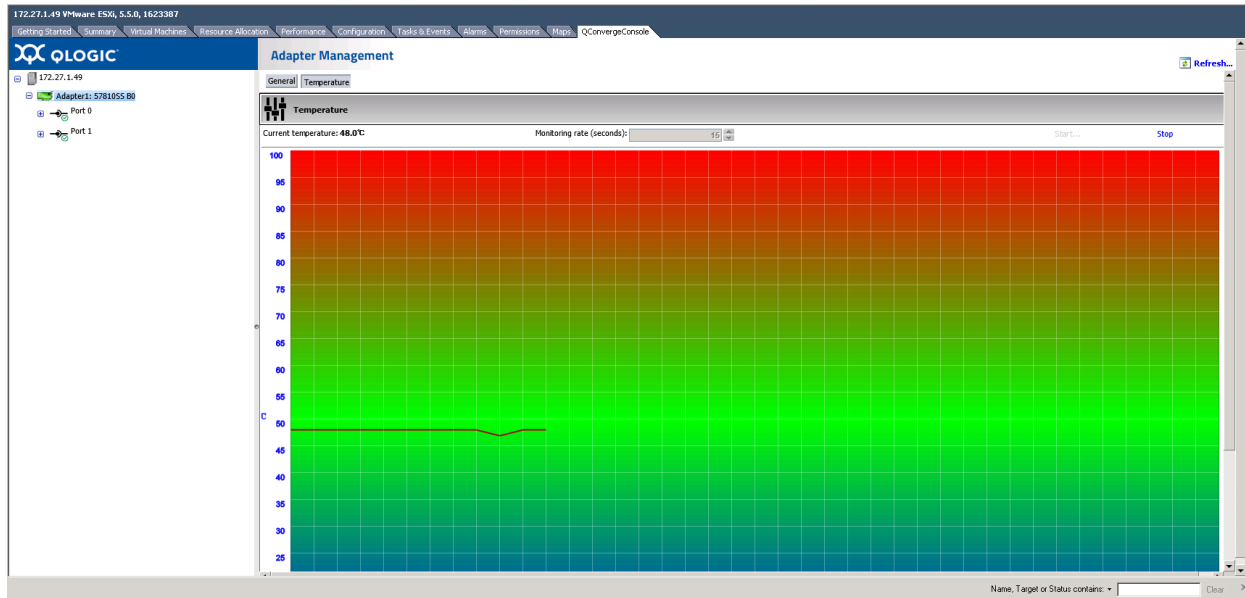 172.27.1.49 VMware ESXi, 5.5.0, 1623387
Getting Started Summary Virtual Machines Resource Allocation Performance Configuration Tasks & Events Alarms Permissions Maps QConvergeConsole
QLOGIC
Adapter Management
Refresh...
172.27.1.49
Adapter1: 57810SS B0
Port 0
Port 1
General Temperature
Temperature
Current temperature: 48.0°C Monitoring rate (seconds): 15 Start... Stop
100
95
90
85
80
75
70
65
60
55
C
50
45
40
35
30
25
Name, Target or Status contains: Clear